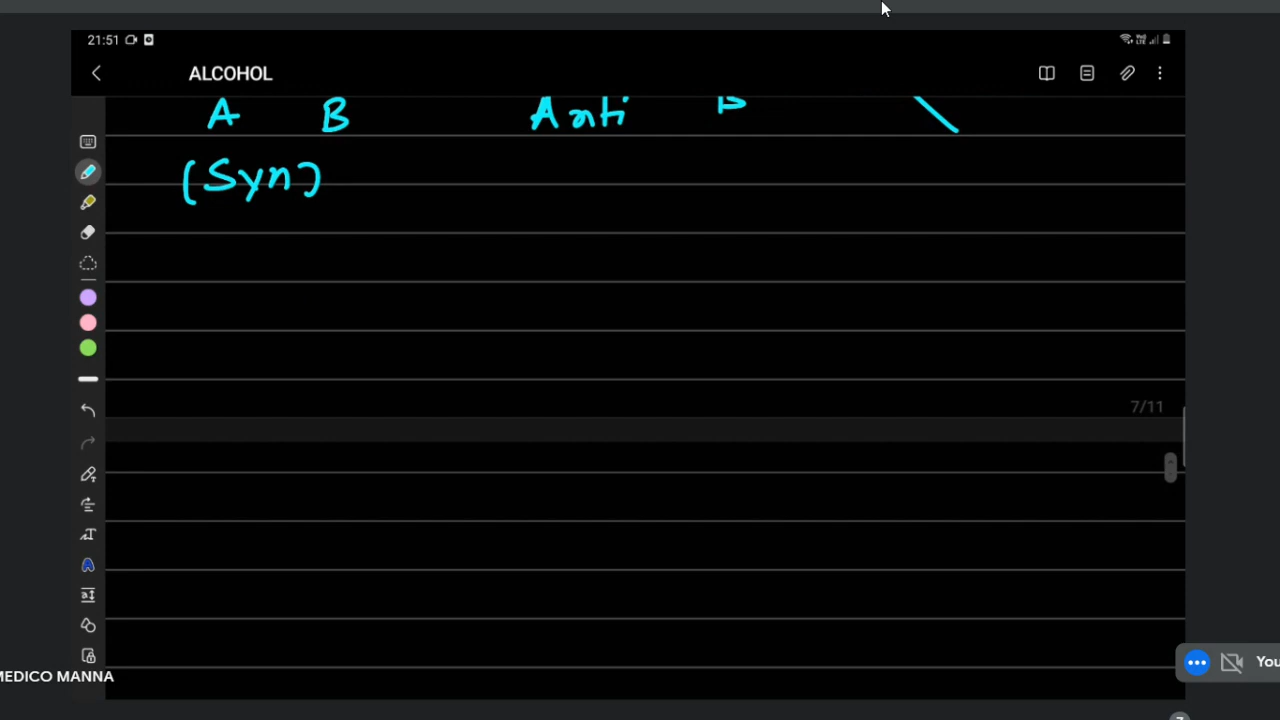 21:51
ALCOHOL
A B Anti B
(Syn)
7/11
MEDICO MANNA
You